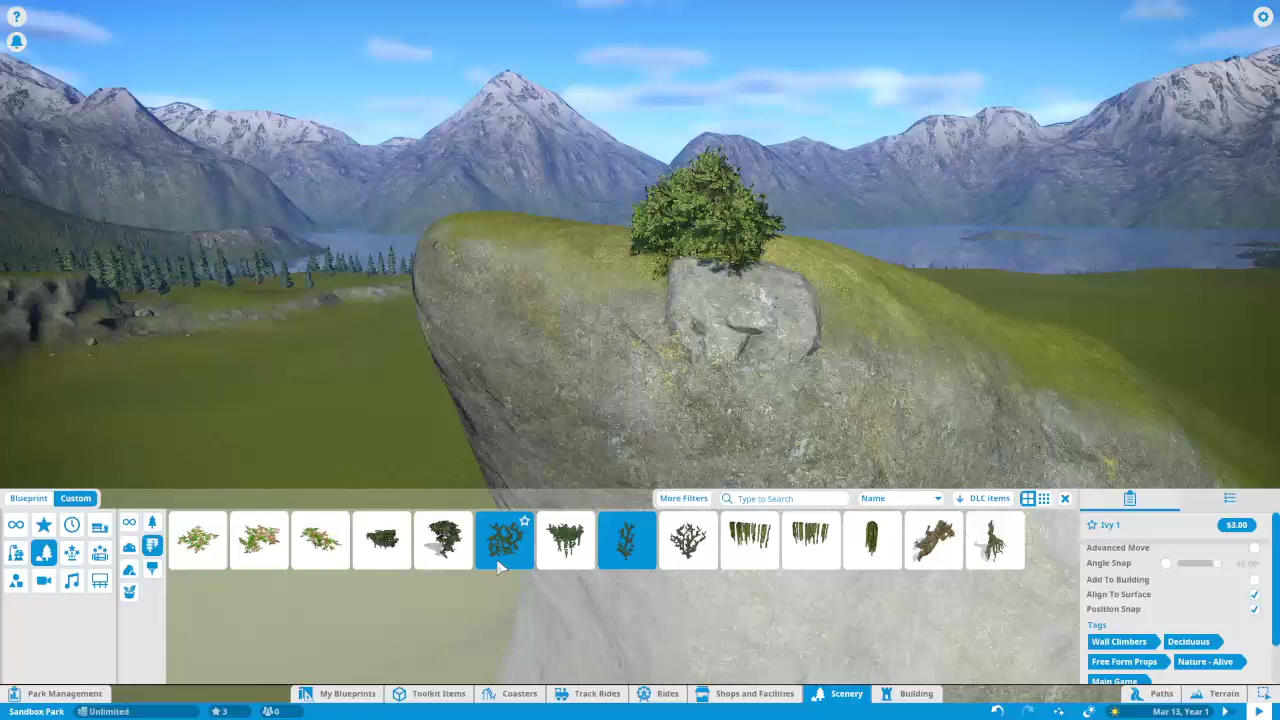 Blueprint Custom
More Filters Type to Search Name DLC items
Ivy 1 $3.00
Advanced Move
Angle Snap 45.00°
Add To Building
Align To Surface
Position Snap
Tags
Wall Climbers Deciduous
Free Form Props Nature - Alive
Main Game
Park Management My Blueprints Toolkit Items Coasters Track Rides Rides Shops and Facilities Scenery Building Paths Terrain
Sandbox Park Unlimited 3 0 Mar 13, Year 1